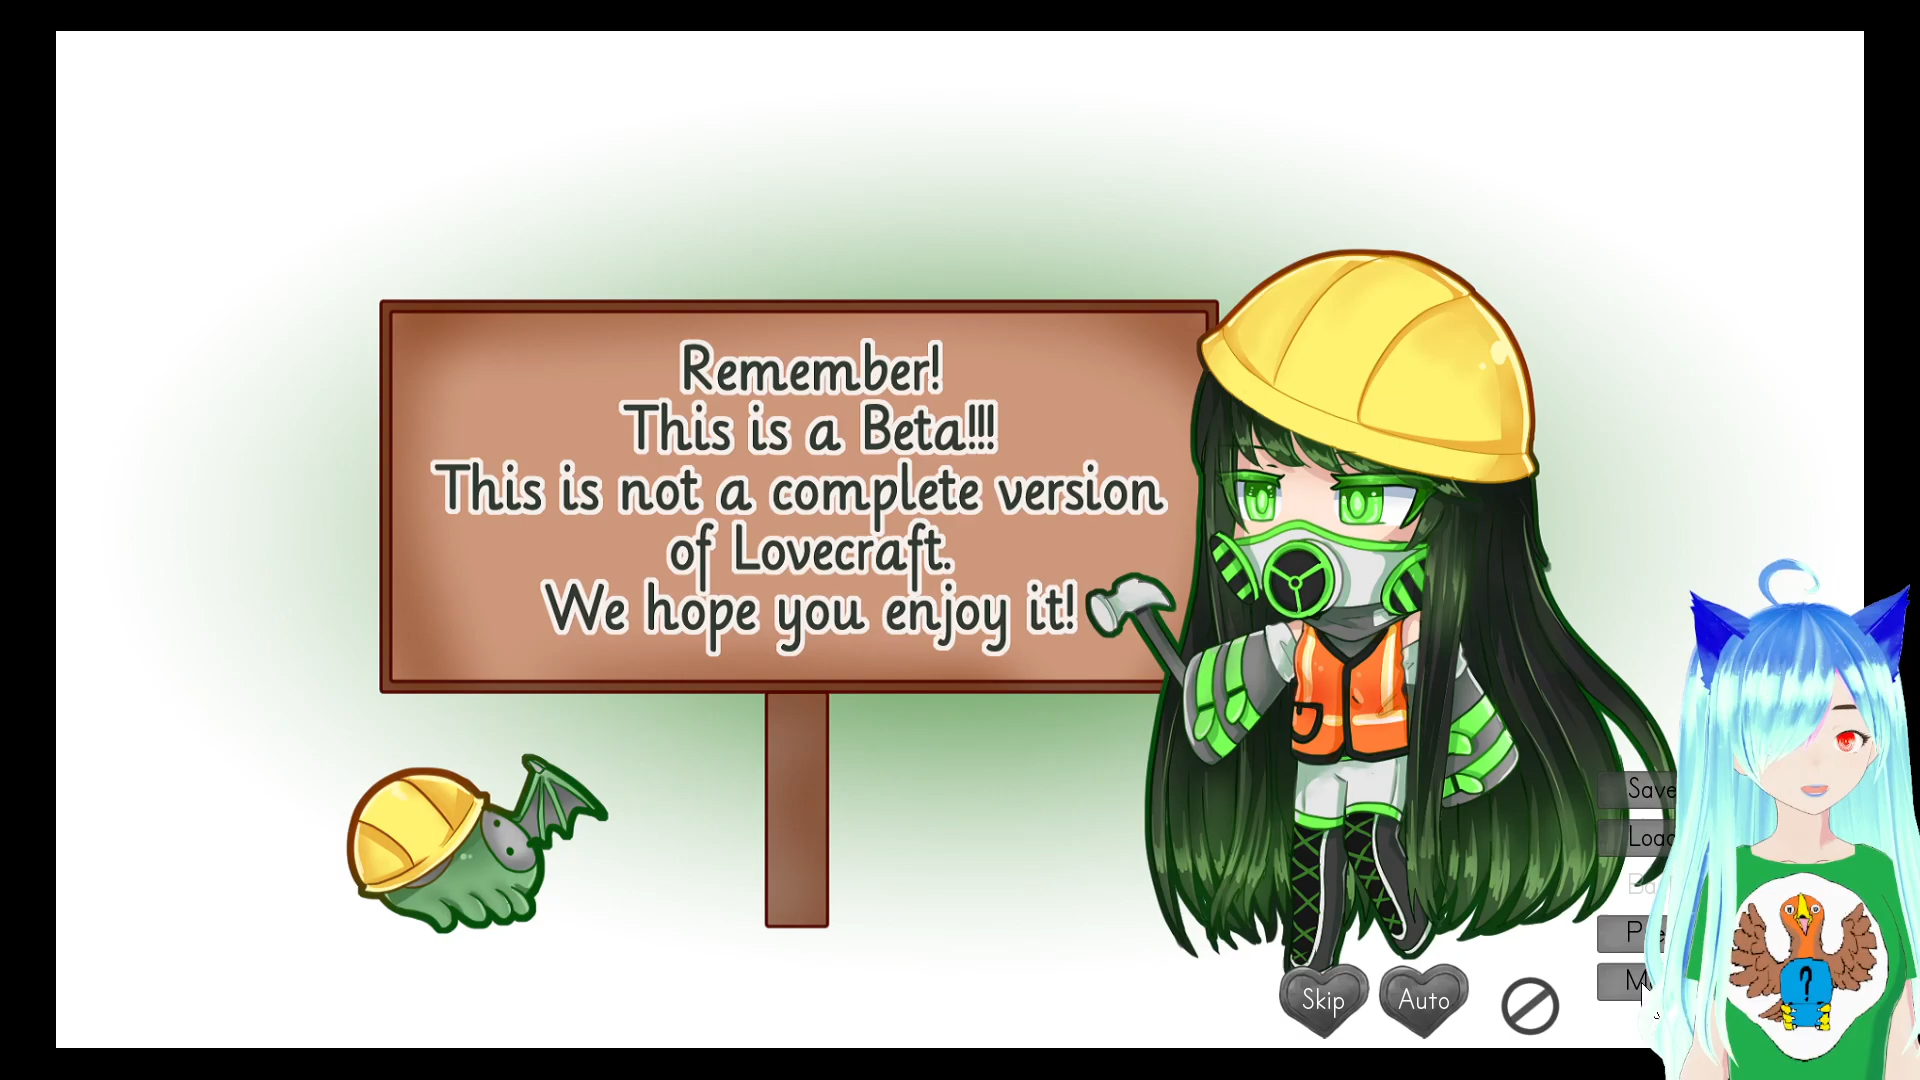 Remember!
This is a Beta!!!
This is not a complete version
of Lovecraft.
We hope you enjoy it!
Save
Skip
Auto
?